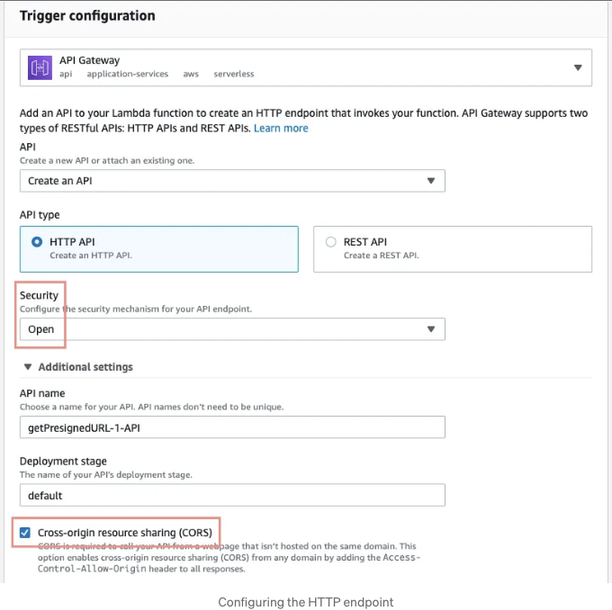 Trigger configuration
API Gateway
api application-services aws serverless
Add an API to your Lambda function to create an HTTP endpoint that invokes your function. API Gateway supports two
types of RESTful APIs: HTTP APIs and REST APIs. Learn more
API
Create a new API or attach an existing one.
Create an API
API type
HTTP API
Create an HTTP API.
REST API
Create a REST API.
Security
Configure the security mechanism for your API endpoint.
Open
Additional settings
API name
Choose a name for your API. API names don't need to be unique.
getPresignedURL-1-API
Deployment stage
The name of your API's deployment stage.
default
Cross-origin resource sharing (CORS)
CORS is required to call your API from a webpage that isn't hosted on the same domain. This
option enables cross-origin resource sharing (CORS) from any domain by adding the Access-
Control-Allow-Origin header to all responses.
Configuring the HTTP endpoint